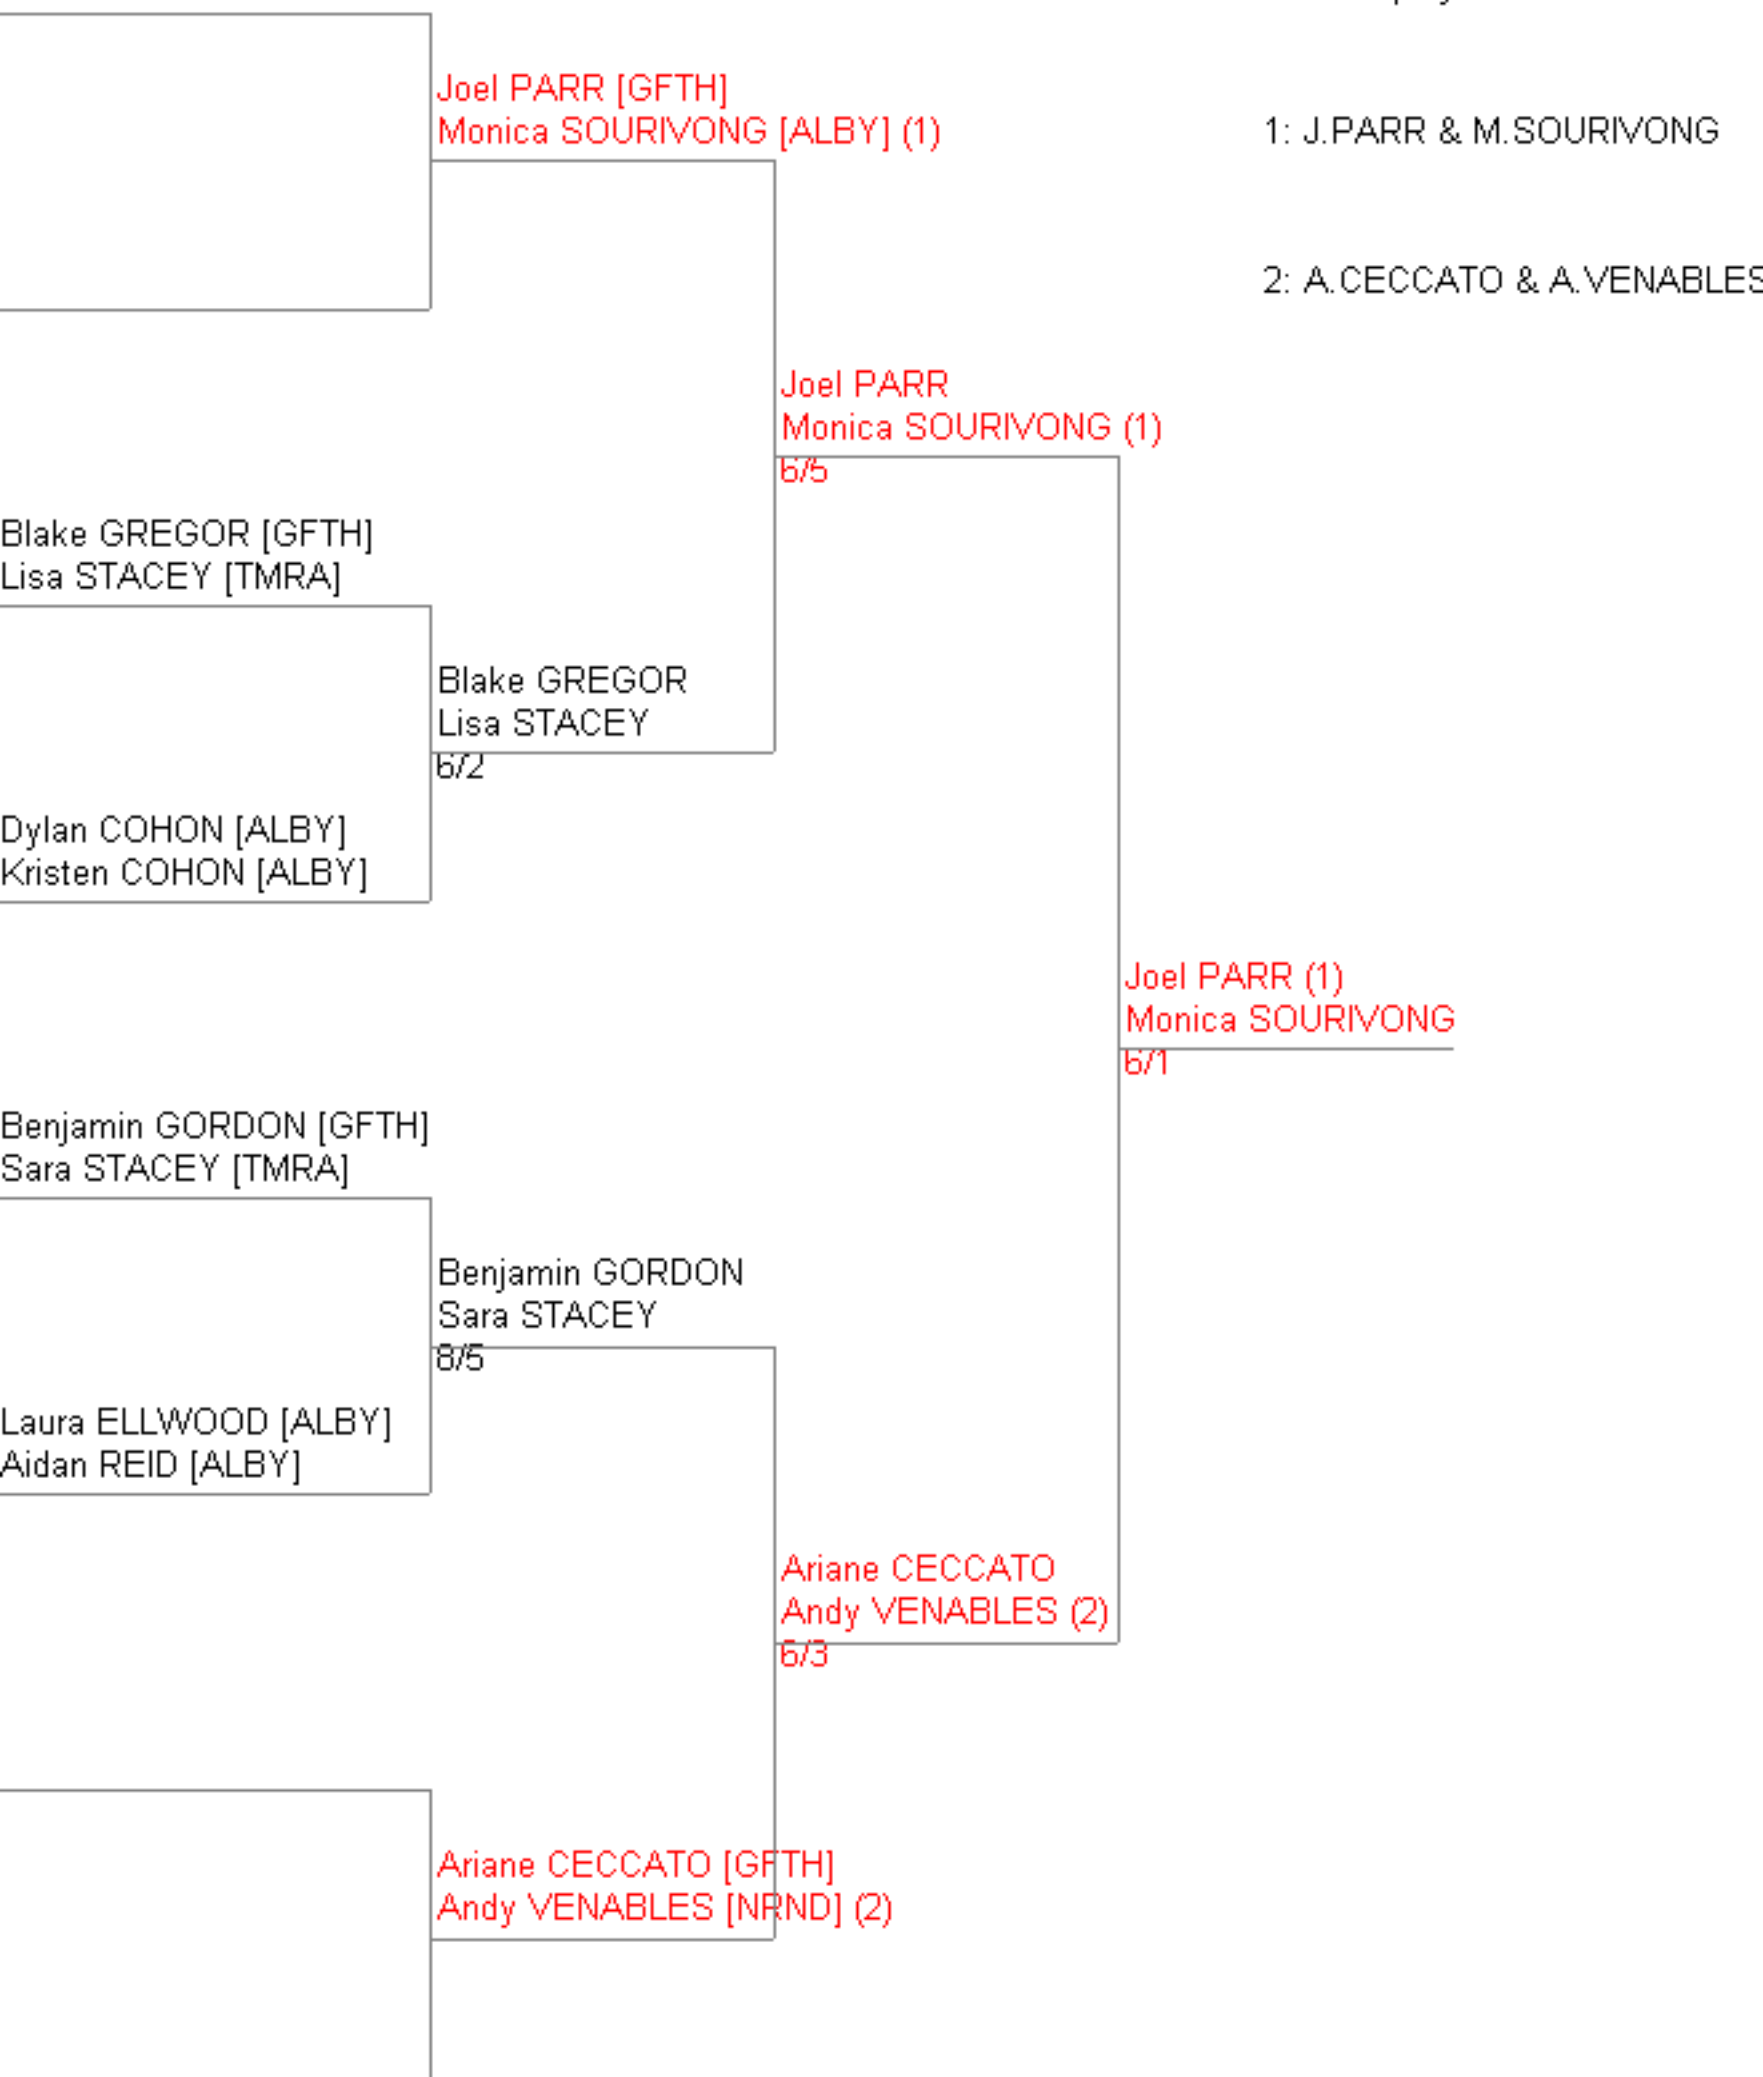 Joel PARR [GFTH]
Monica SOURIVONG [ALBY] (1)
1: J.PARR & M.SOURIVONG
2: A.CECCATO & A.VENABLES
Joel PARR
Monica SOURIVONG (1)
6/5
Blake GREGOR [GFTH]
Lisa STACEY [TMRA]
Blake GREGOR
Lisa STACEY
6/2
Dylan COHON [ALBY]
Kristen COHON [ALBY]
Joel PARR (1)
Monica SOURIVONG
6/1
Benjamin GORDON [GFTH]
Sara STACEY [TMRA]
Benjamin GORDON
Sara STACEY
8/5
Laura ELLWOOD [ALBY]
Aidan REID [ALBY]
Ariane CECCATO
Andy VENABLES (2)
6/3
Ariane CECCATO [GFTH]
Andy VENABLES [NRND] (2)